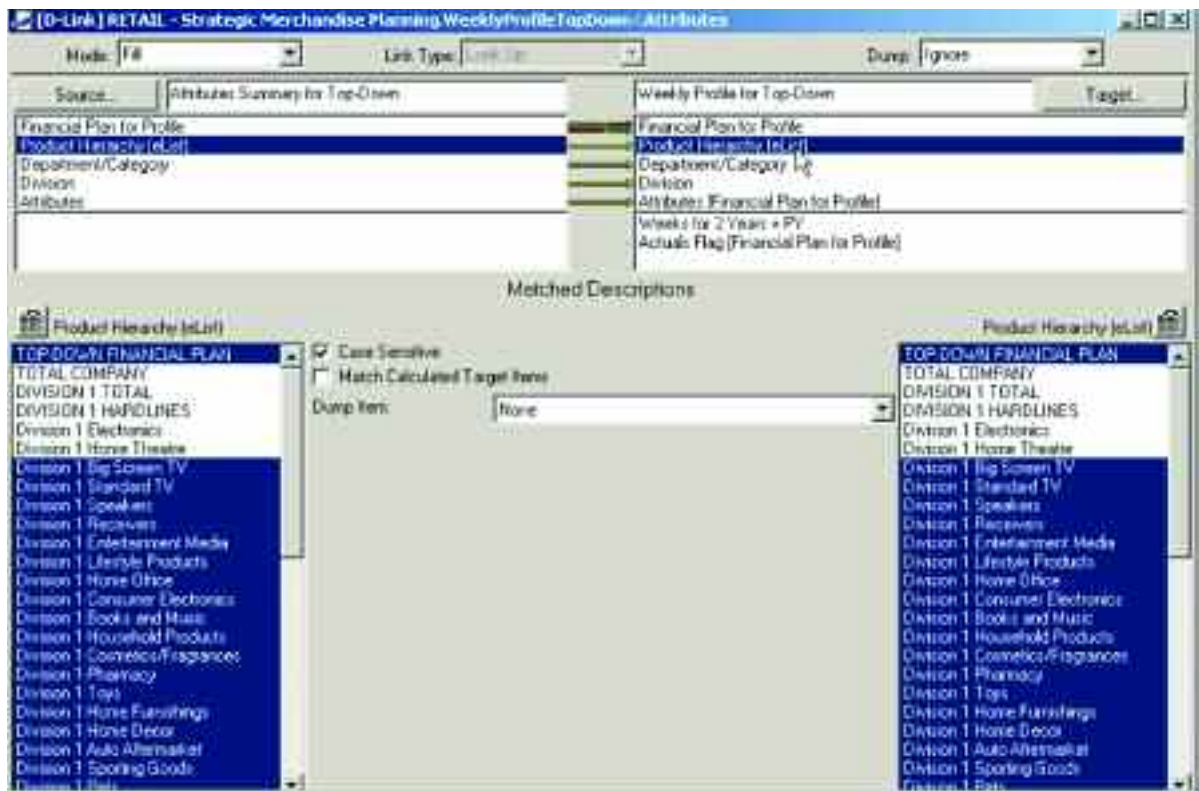 [D-Link] RETAIL - Strategic Merchandise Planning.WeeklyProfileTopDown / Attributes
Mode: Fill Link Type: Look Up Dump: Ignore
Source... Attributes Summary for Top-Down Weekly Profile for Top-Down Target...
Financial Plan for Profile Financial Plan for Profile
Product Hierarchy (eList) Product Hierarchy (eList)
Department/Category Department/Category
Division Division
Attributes Attributes [Financial Plan for Profile]
Weeks for 2 Years + PV
Actuals Flag [Financial Plan for Profile]
Matched Descriptions
Product Hierarchy (eList) Product Hierarchy (eList)
TOP DOWN FINANCIAL PLAN Case Sensitive TOP DOWN FINANCIAL PLAN
TOTAL COMPANY Match Calculated Target Items TOTAL COMPANY
DIVISION 1 TOTAL DIVISION 1 TOTAL
DIVISION 1 HARDLINES Dump Item: None DIVISION 1 HARDLINES
Division 1 Electronics Division 1 Electronics
Division 1 Home Theatre Division 1 Home Theatre
Division 1 Big Screen TV Division 1 Big Screen TV
Division 1 Standard TV Division 1 Standard TV
Division 1 Speakers Division 1 Speakers
Division 1 Receivers Division 1 Receivers
Division 1 Entertainment Media Division 1 Entertainment Media
Division 1 Lifestyle Products Division 1 Lifestyle Products
Division 1 Home Office Division 1 Home Office
Division 1 Consumer Electronics Division 1 Consumer Electronics
Division 1 Books and Music Division 1 Books and Music
Division 1 Household Products Division 1 Household Products
Division 1 Cosmetics/Fragrances Division 1 Cosmetics/Fragrances
Division 1 Pharmacy Division 1 Pharmacy
Division 1 Toys Division 1 Toys
Division 1 Home Furnishings Division 1 Home Furnishings
Division 1 Home Decor Division 1 Home Decor
Division 1 Auto Aftermarket Division 1 Auto Aftermarket
Division 1 Sporting Goods Division 1 Sporting Goods
Division 1 Pets Division 1 Pets